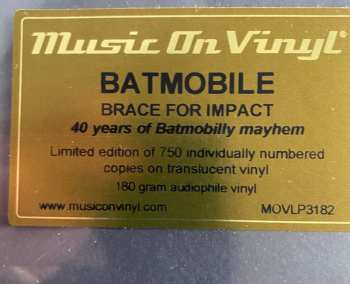 Music On Vinyl
BATMOBILE
BRACE FOR IMPACT
40 years of Batmobilly mayhem
Limited edition of 750 individually numbered
copies on translucent vinyl
180 gram audiophile vinyl
www.musiconvinyl.com MOVLP3182